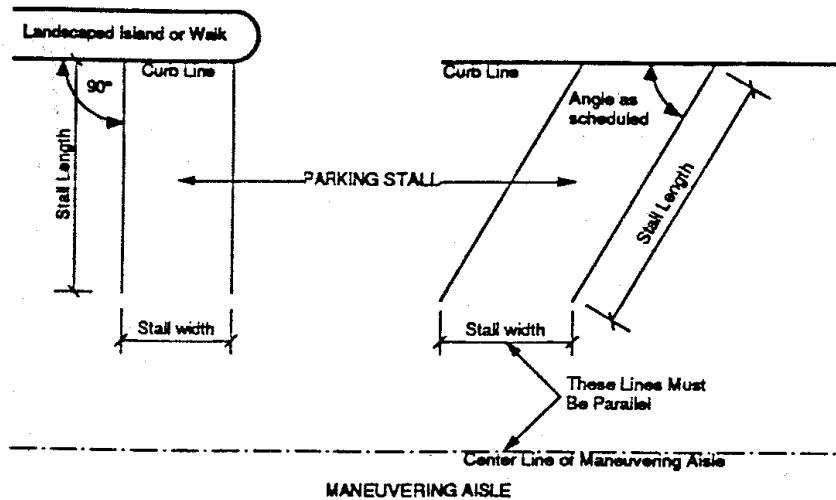 Landscaped Island or Walk
Curb Line
90°
Stall Length
Curb Line
Angle as
scheduled
PARKING STALL
Stall Length
Stall width
Stall width
These Lines Must
Be Parallel
Center Line of Maneuvering Aisle
MANEUVERING AISLE